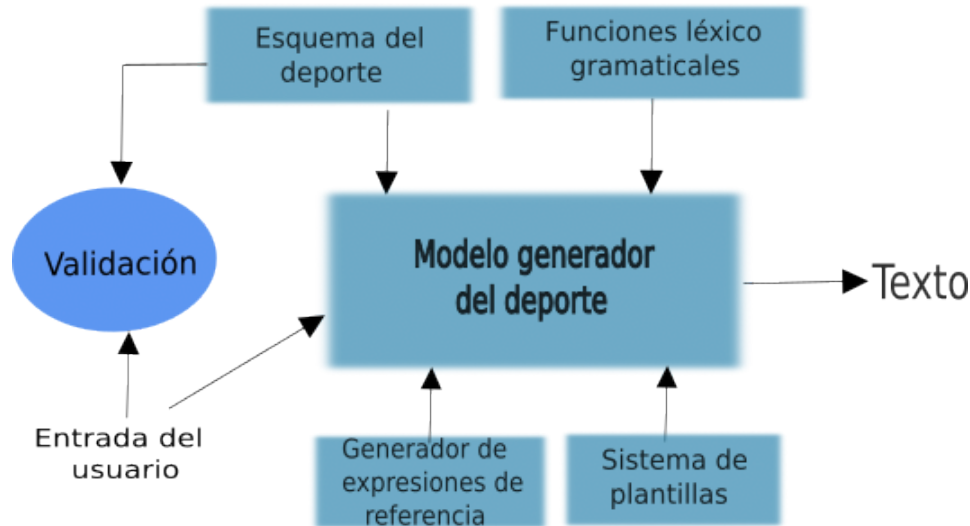 Esquema del
deporte
Funciones léxico
gramaticales
Validación
Modelo generador
del deporte
Texto
Entrada del
usuario
Generador de
expresiones de
referencia
Sistema de
plantillas